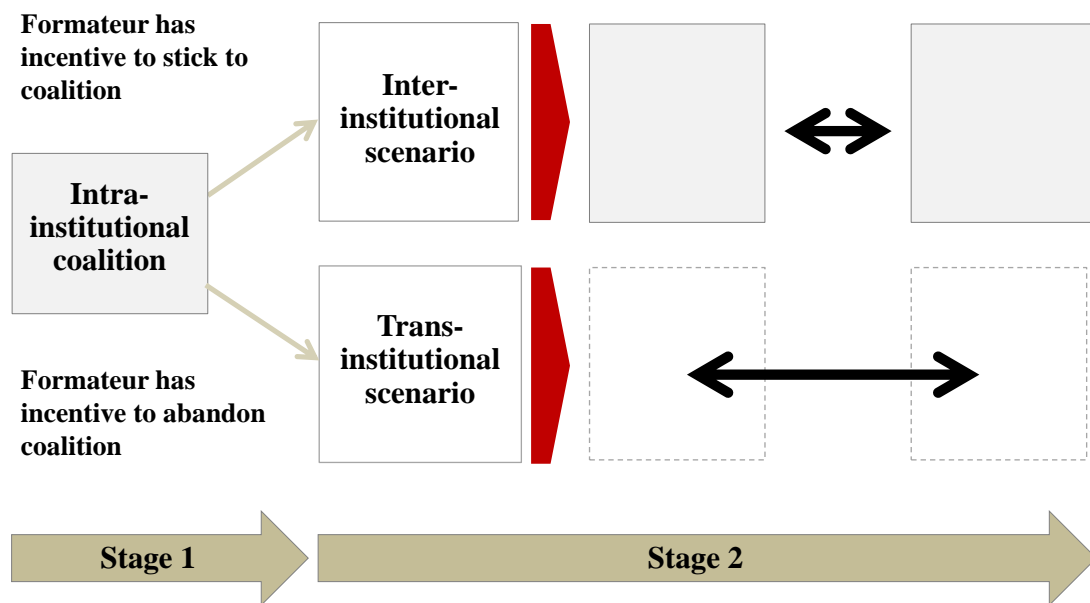 Formateur has
incentive to stick to
coalition
Inter-
institutional
scenario
Intra-
institutional
coalition
Trans-
institutional
scenario
Formateur has
incentive to abandon
coalition
Stage 1
Stage 2